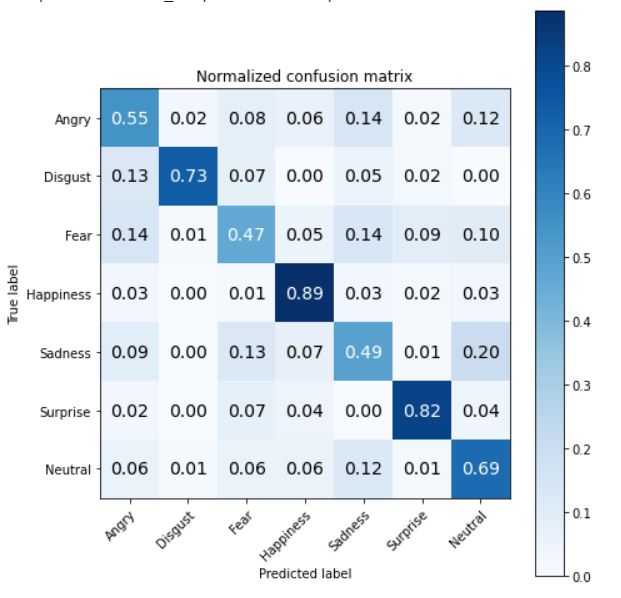 Normalized confusion matrix
True label
Angry 0.55 0.02 0.08 0.06 0.14 0.02 0.12
Disgust 0.13 0.73 0.07 0.00 0.05 0.02 0.00
Fear 0.14 0.01 0.47 0.05 0.14 0.09 0.10
Happiness 0.03 0.00 0.01 0.89 0.03 0.02 0.03
Sadness 0.09 0.00 0.13 0.07 0.49 0.01 0.20
Surprise 0.02 0.00 0.07 0.04 0.00 0.82 0.04
Neutral 0.06 0.01 0.06 0.06 0.12 0.01 0.69
Angry Disgust Fear Happiness Sadness Surprise Neutral
Predicted label
0.8
0.7
0.6
0.5
0.4
0.3
0.2
0.1
0.0